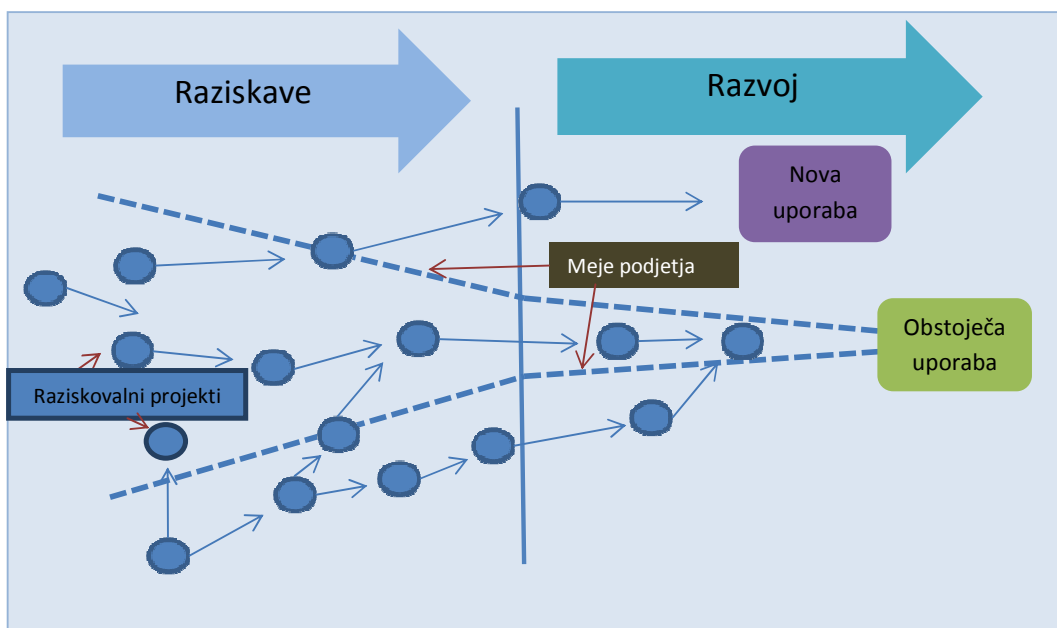 Raziskave
Razvoj
Nova
uporaba
Meje podjetja
Obstoječa
uporaba
Raziskovalni projekti